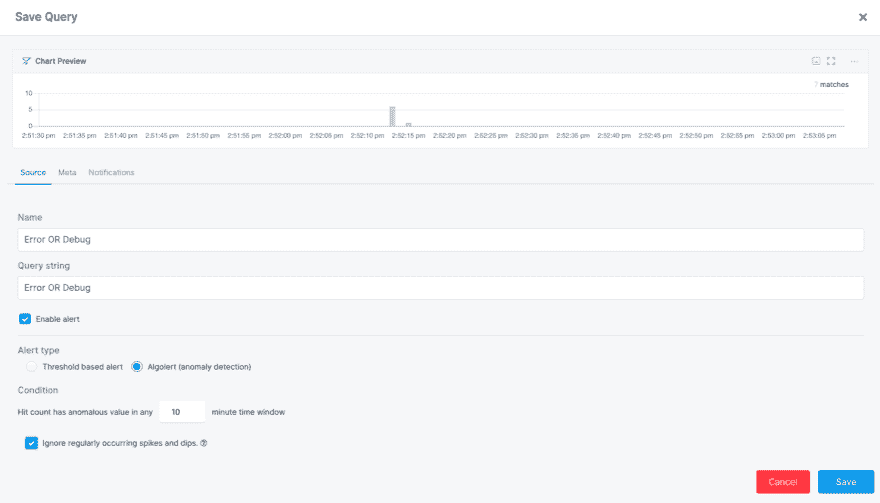 Save Query
Chart Preview
7 matches
10
5
0
2:51:30 pm 2:51:35 pm 2:51:40 pm 2:51:45 pm 2:51:50 pm 2:51:55 pm 2:52:00 pm 2:52:05 pm 2:52:10 pm 2:52:15 pm 2:52:20 pm 2:52:25 pm 2:52:30 pm 2:52:35 pm 2:52:40 pm 2:52:45 pm 2:52:50 pm 2:52:55 pm 2:53:00 pm 2:53:05 pm
Source Meta Notifications
Name
Error OR Debug
Query string
Error OR Debug
Enable alert
Alert type
Threshold based alert Algolert (anomaly detection)
Condition
Hit count has anomalous value in any 10 minute time window
Ignore regularly occurring spikes and dips.
Cancel Save